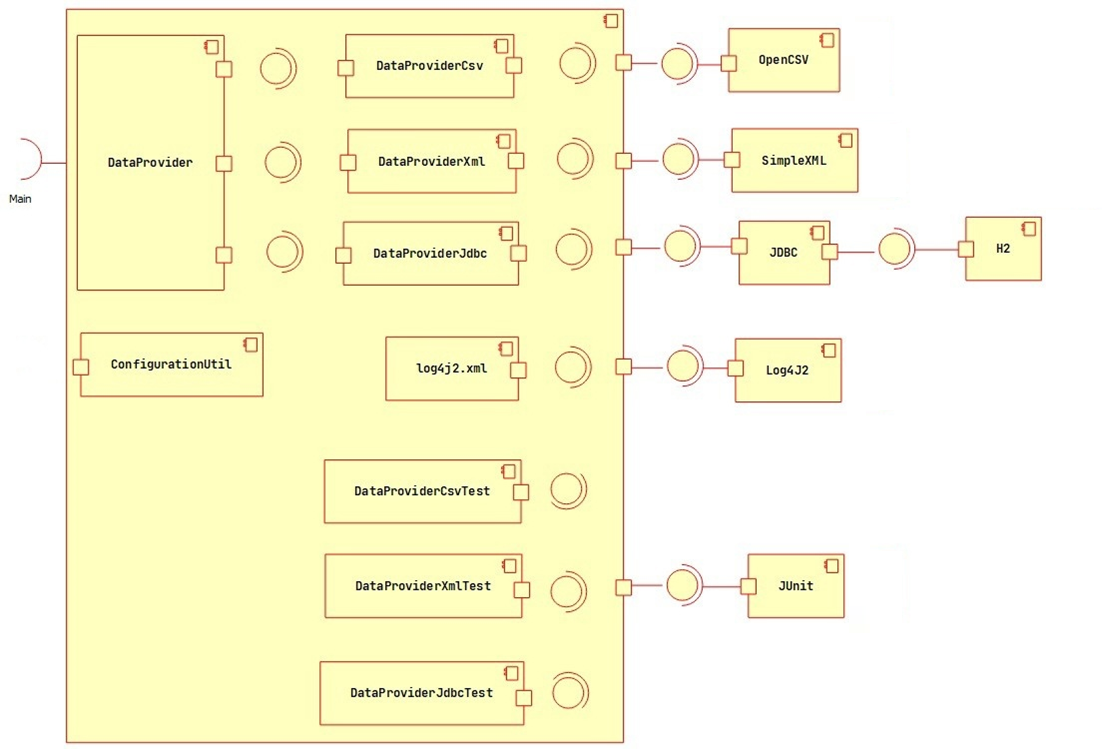 DataProviderCsv
OpenCSV
DataProvider
DataProviderXml
SimpleXML
Main
DataProviderJdbc
JDBC
H2
ConfigurationUtil
log4j2.xml
Log4J2
DataProviderCsvTest
DataProviderXmlTest
JUnit
DataProviderJdbcTest